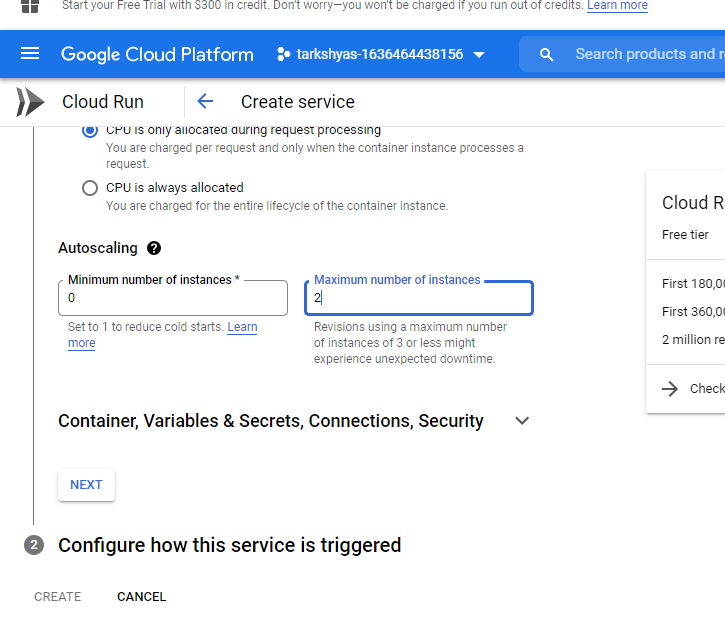 Start your Free Trial with $300 in credit. Don't worry—you won't be charged if you run out of credits. Learn more
Google Cloud Platform
tarkshyas-1636464438156
Search products and r
Cloud Run
Create service
CPU is only allocated during request processing
You are charged per request and only when the container instance processes a
request.
CPU is always allocated
You are charged for the entire lifecycle of the container instance.
Autoscaling
Minimum number of instances *
0
Set to 1 to reduce cold starts. Learn
more
Maximum number of instances
2
Revisions using a maximum number
of instances of 3 or less might
experience unexpected downtime.
Container, Variables & Secrets, Connections, Security
NEXT
2
Configure how this service is triggered
CREATE
CANCEL
Cloud R
Free tier
First 180,00
First 360,00
2 million re
Check